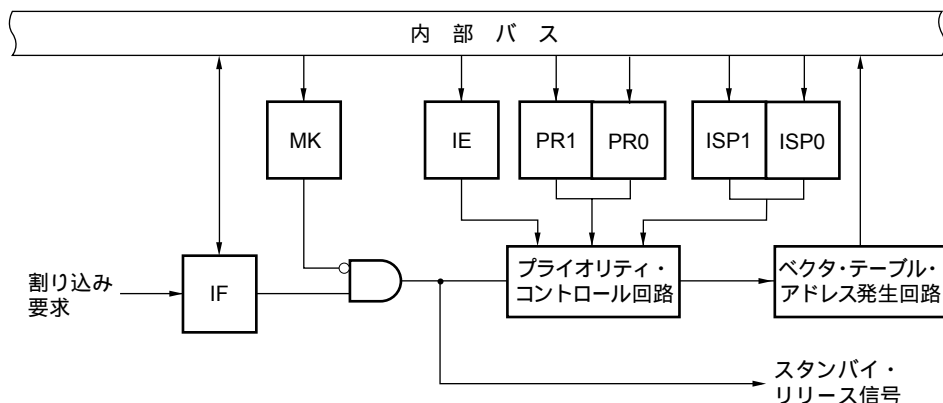 内 部 バ ス
MK
IE
PR1
PR0
ISP1
ISP0
割り込み
要求
IF
プライオリティ・
コントロール回路
ベクタ・テーブル・
アドレス発生回路
スタンバイ・
リリース信号